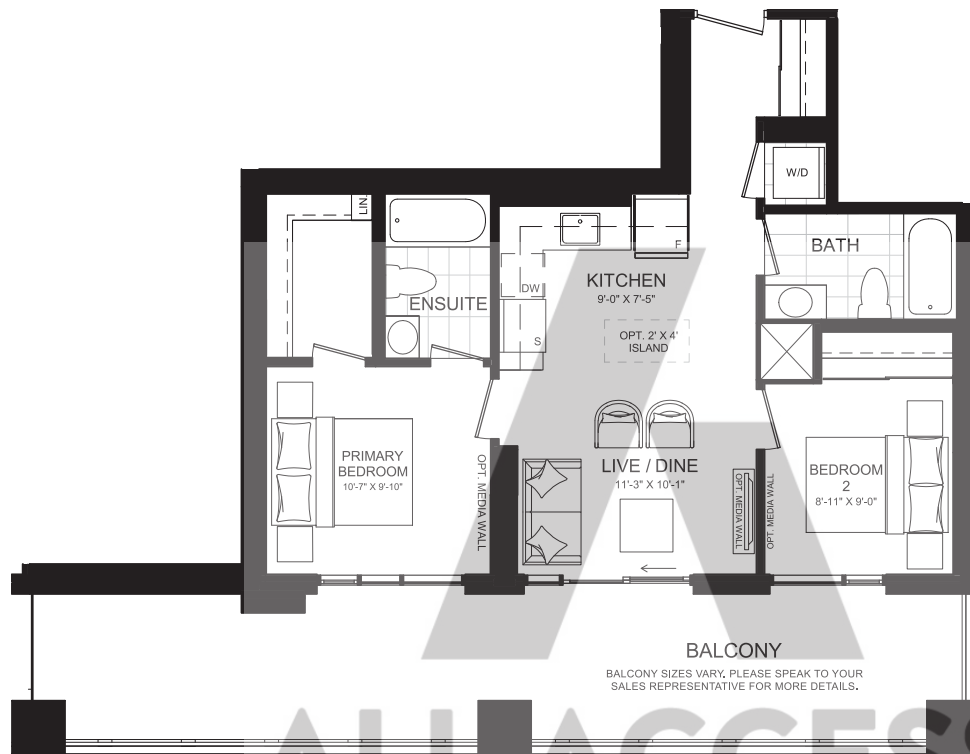 W/D
LIN.
BATH
F
KITCHEN
9'-0" X 7'-5"
DW
ENSUITE
OPT. 2' X 4'
ISLAND
S
PRIMARY
BEDROOM
10'-7" X 9'-10"
OPT. MEDIA WALL
LIVE / DINE
11'-3" X 10'-1"
OPT. MEDIA WALL
OPT. MEDIA WALL
BEDROOM
2
8'-11" X 9'-0"
BALCONY
BALCONY SIZES VARY. PLEASE SPEAK TO YOUR
SALES REPRESENTATIVE FOR MORE DETAILS.
ALL ACCESS